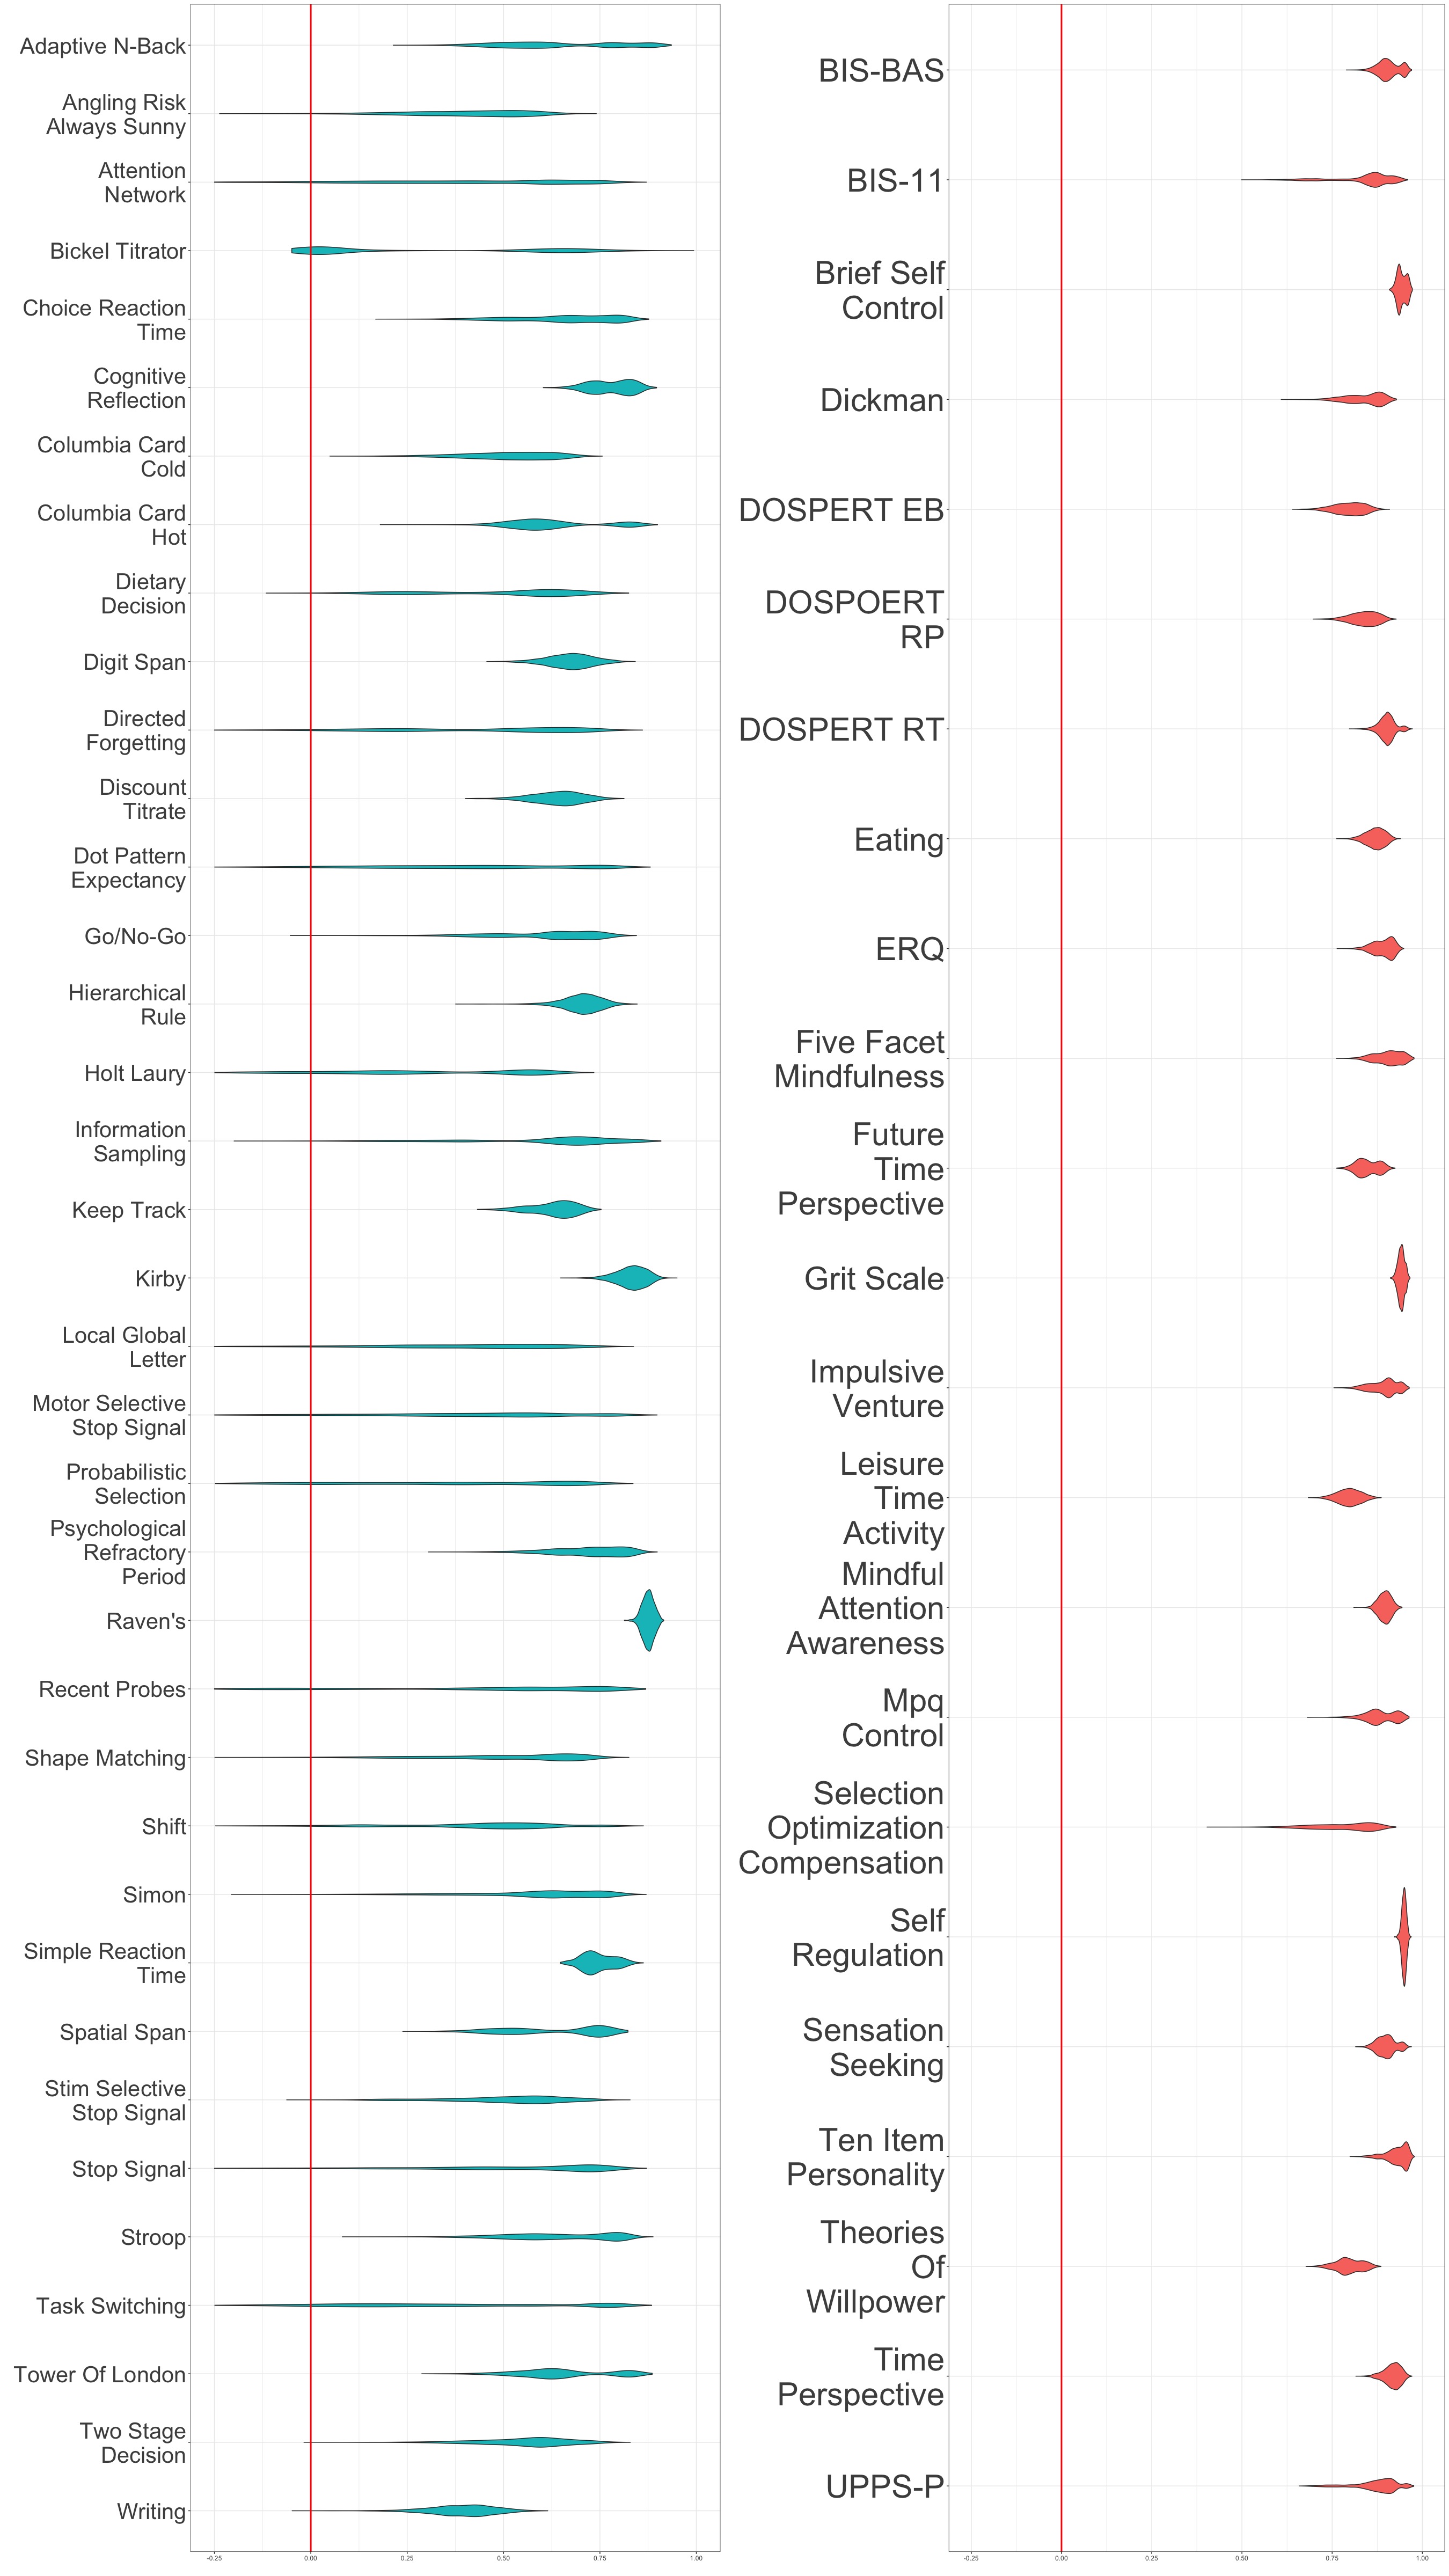 Adaptive N-Back
Angling Risk
Always Sunny
Attention
Network
Bickel Titrator
Choice Reaction
Time
Cognitive
Reflection
Columbia Card
Cold
Columbia Card
Hot
Dietary
Decision
Digit Span
Directed
Forgetting
Discount
Titrate
Dot Pattern
Expectancy
Go/No-Go
Hierarchical
Rule
Holt Laury
Information
Sampling
Keep Track
Kirby
Local Global
Letter
Motor Selective
Stop Signal
Probabilistic
Selection
Psychological
Refractory
Period
Raven's
Recent Probes
Shape Matching
Shift
Simon
Simple Reaction
Time
Spatial Span
Stim Selective
Stop Signal
Stop Signal
Stroop
Task Switching
Tower Of London
Two Stage
Decision
Writing
-0.25 0.00 0.25 0.50 0.75 1.00
BIS-BAS
BIS-11
Brief Self
Control
Dickman
DOSPERT EB
DOSPOERT
RP
DOSPERT RT
Eating
ERQ
Five Facet
Mindfulness
Future
Time
Perspective
Grit Scale
Impulsive
Venture
Leisure
Time
Activity
Mindful
Attention
Awareness
Mpq
Control
Selection
Optimization
Compensation
Self
Regulation
Sensation
Seeking
Ten Item
Personality
Theories
Of
Willpower
Time
Perspective
UPPS-P
-0.25 0.00 0.25 0.50 0.75 1.00